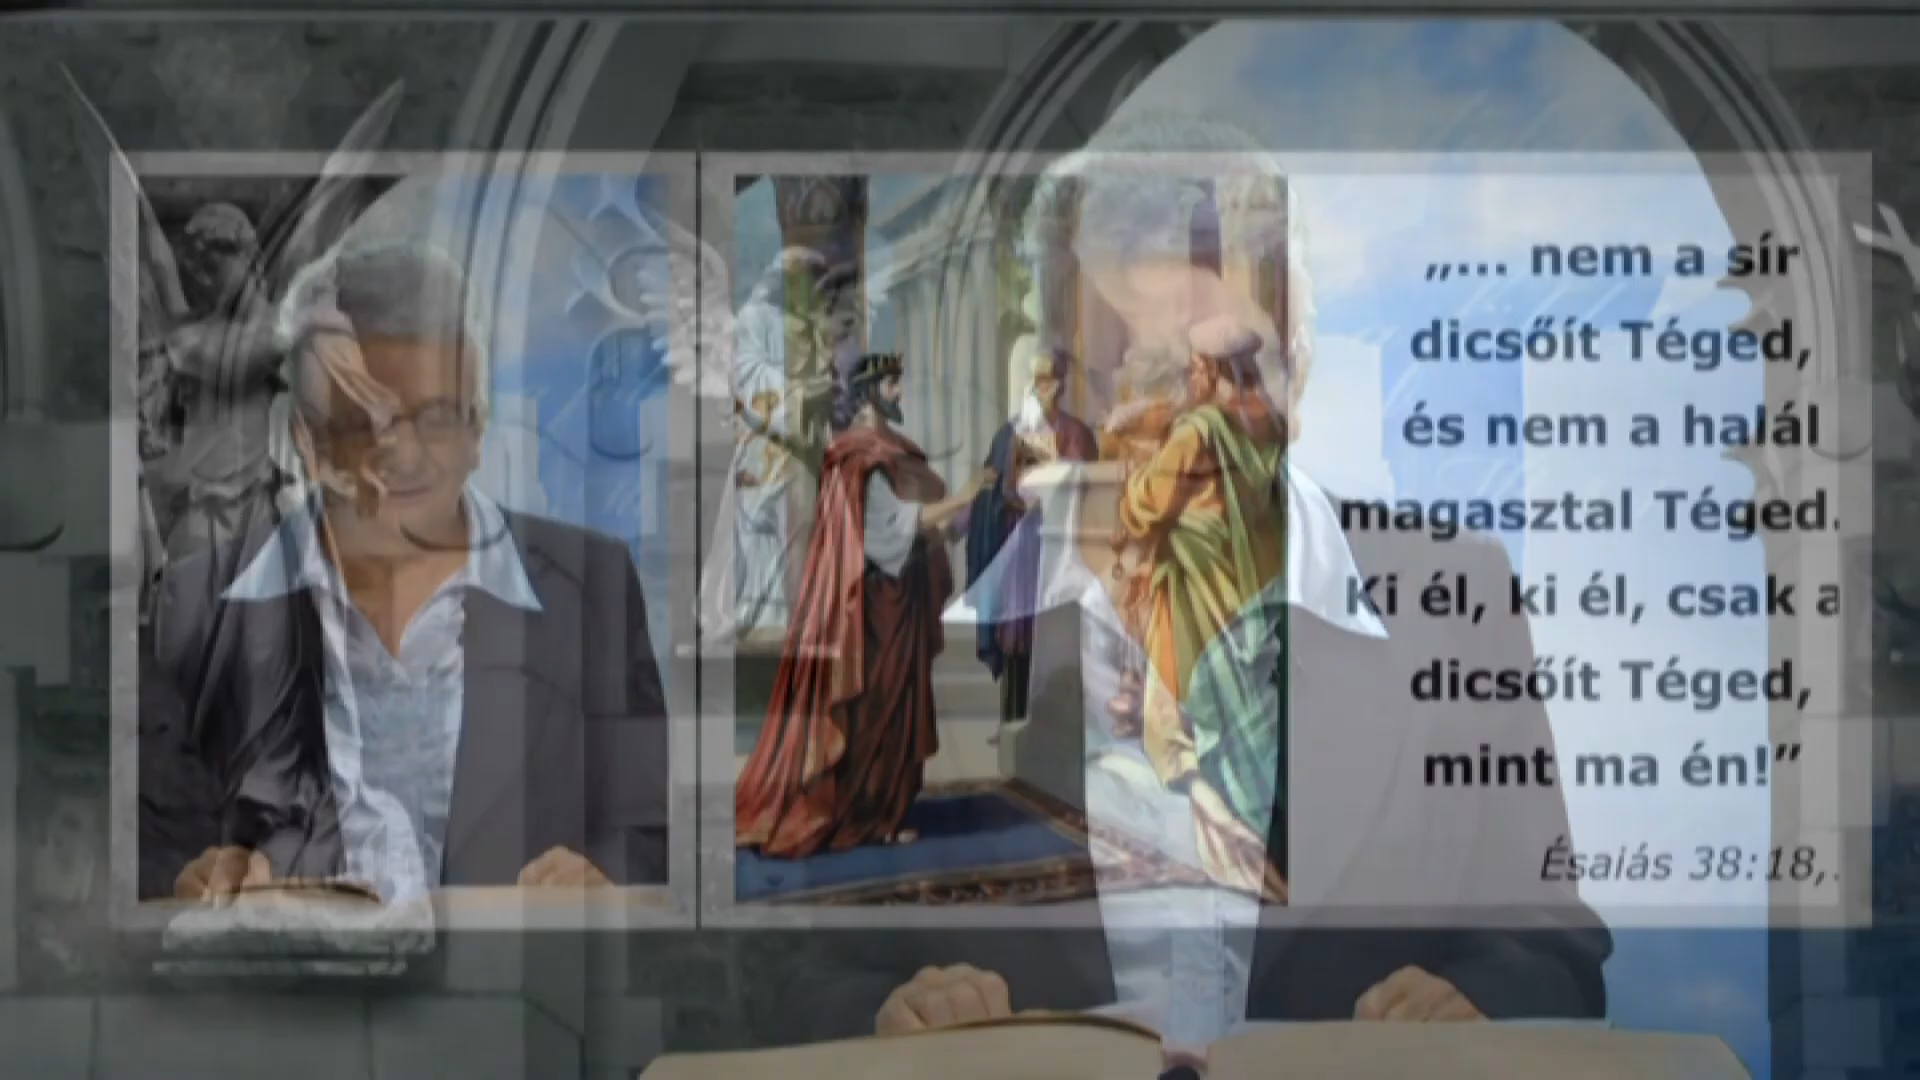 „... nem a sír
dicsőít Téged,
és nem a halál
magasztal Téged.
Ki él, ki él, csak a
dicsőít Téged,
mint ma én!”
Ésaiás 38:18,.